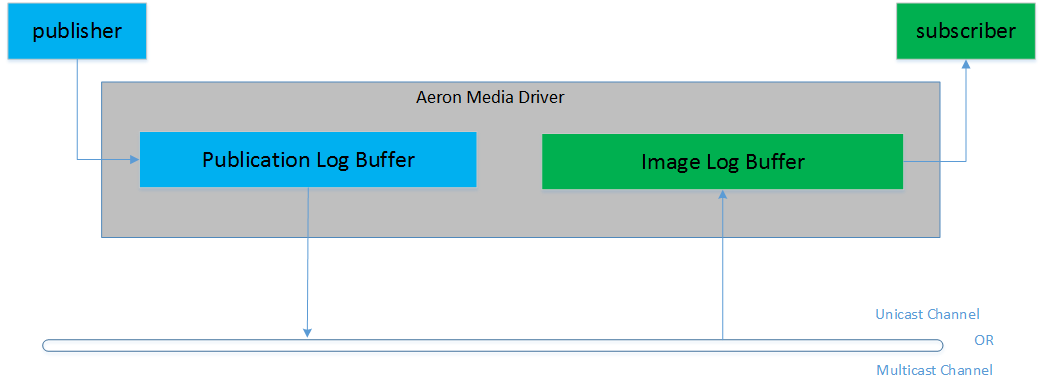 publisher
subscriber
Aeron Media Driver
Publication Log Buffer
Image Log Buffer
Unicast Channel
OR
Multicast Channel